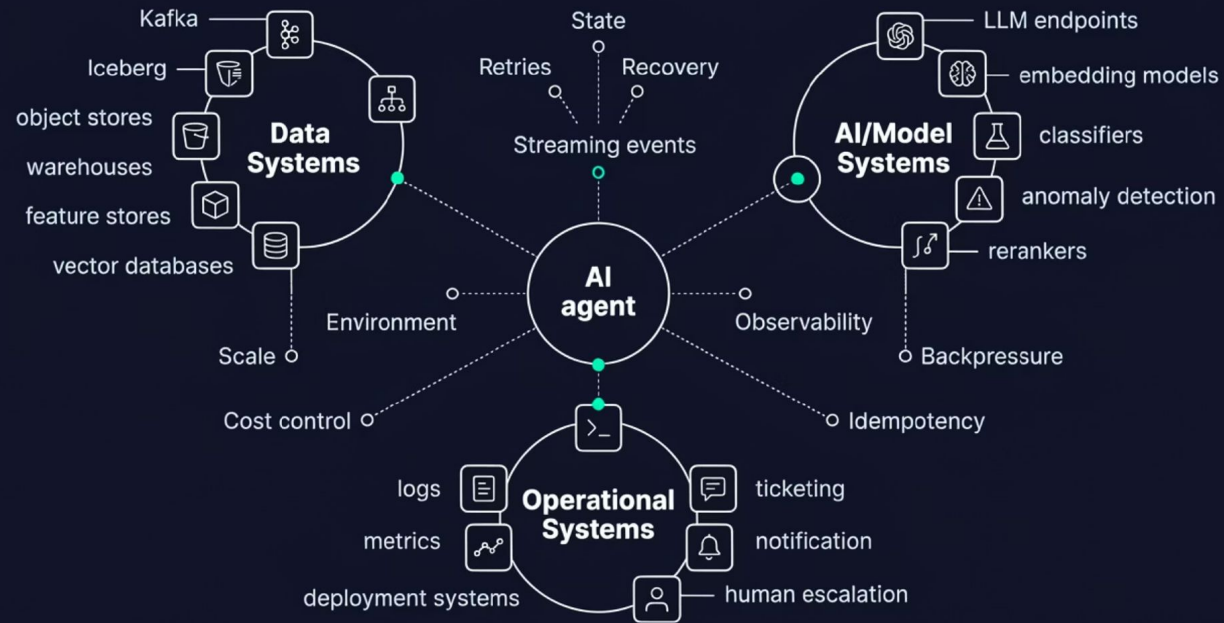 Kafka
Iceberg
object stores
warehouses
feature stores
vector databases
Data
Systems
State
Retries
Recovery
Streaming events
LLM endpoints
embedding models
classifiers
anomaly detection
rerankers
AI/Model
Systems
AI
agent
Environment
Observability
Scale
Backpressure
Cost control
Idempotency
Operational
Systems
logs
metrics
deployment systems
ticketing
notification
human escalation